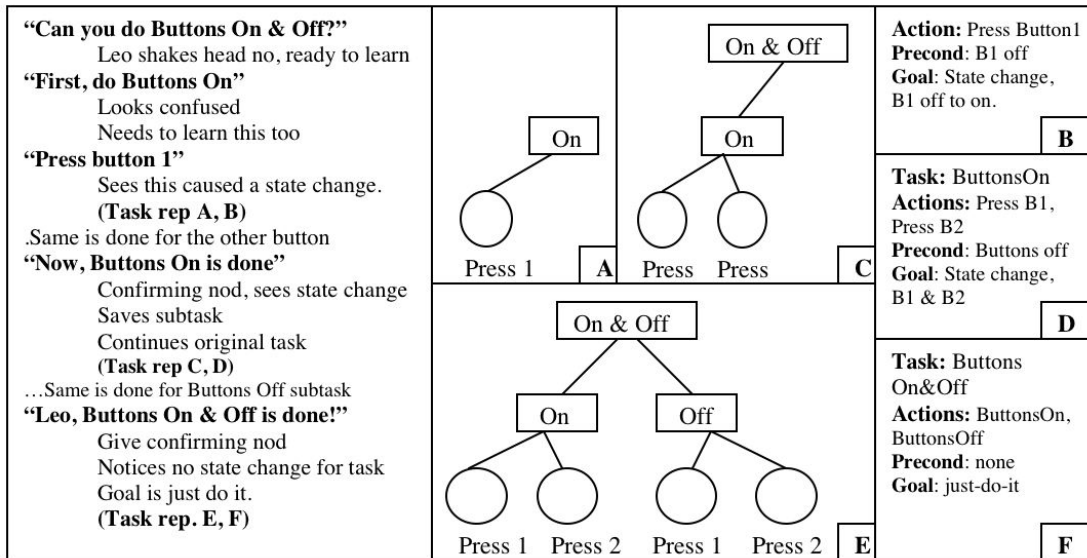 “Can you do Buttons On & Off?”
Leo shakes head no, ready to learn
“First, do Buttons On”
Looks confused
Needs to learn this too
“Press button 1”
Sees this caused a state change.
(Task rep A, B)
.Same is done for the other button
“Now, Buttons On is done”
Confirming nod, sees state change
Saves subtask
Continues original task
(Task rep C, D)
…Same is done for Buttons Off subtask
“Leo, Buttons On & Off is done!”
Give confirming nod
Notices no state change for task
Goal is just do it.
(Task rep. E, F)
On
Press 1
A
On & Off
On
Press Press
C
On & Off
On Off
Press 1 Press 2 Press 1 Press 2
E
Action: Press Button1
Precond: B1 off
Goal: State change,
B1 off to on.
B
Task: ButtonsOn
Actions: Press B1,
Press B2
Precond: Buttons off
Goal: State change,
B1 & B2
D
Task: Buttons
On&Off
Actions: ButtonsOn,
ButtonsOff
Precond: none
Goal: just-do-it
F